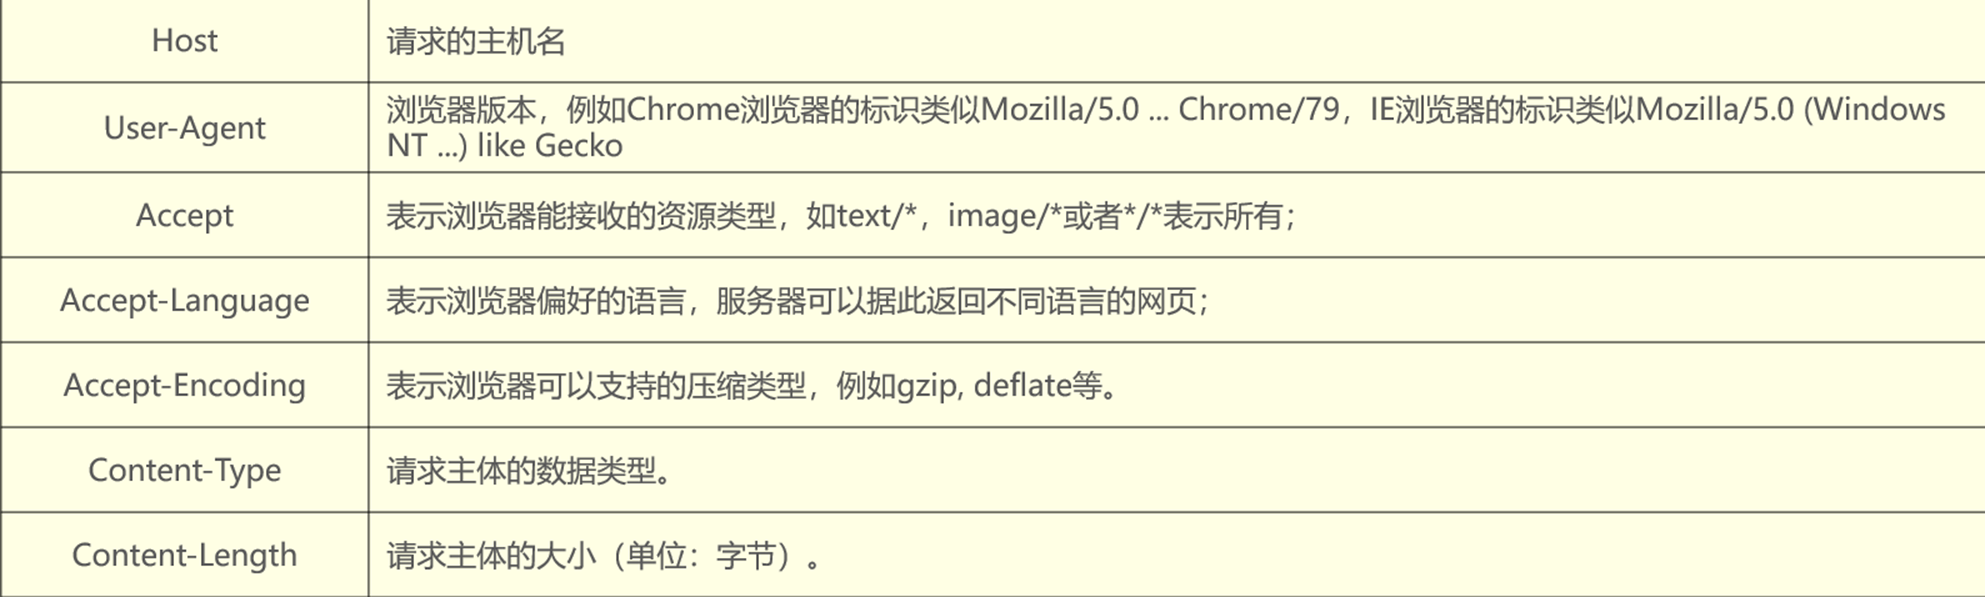 Host
请求的主机名
User-Agent
浏览器版本，例如Chrome浏览器的标识类似Mozilla/5.0 ... Chrome/79，IE浏览器的标识类似Mozilla/5.0 (Windows
NT ...) like Gecko
Accept
表示浏览器能接收的资源类型，如text/*，image/*或者*/*表示所有；
Accept-Language
表示浏览器偏好的语言，服务器可以据此返回不同语言的网页；
Accept-Encoding
表示浏览器可以支持的压缩类型，例如gzip, deflate等。
Content-Type
请求主体的数据类型。
Content-Length
请求主体的大小（单位：字节）。